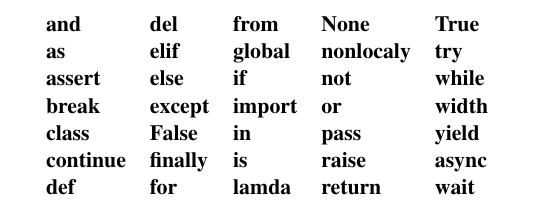 and del from None True
as elif global nonlocaly try
assert else if not while
break except import or width
class False in pass yield
continue finally is raise async
def for lamda return wait